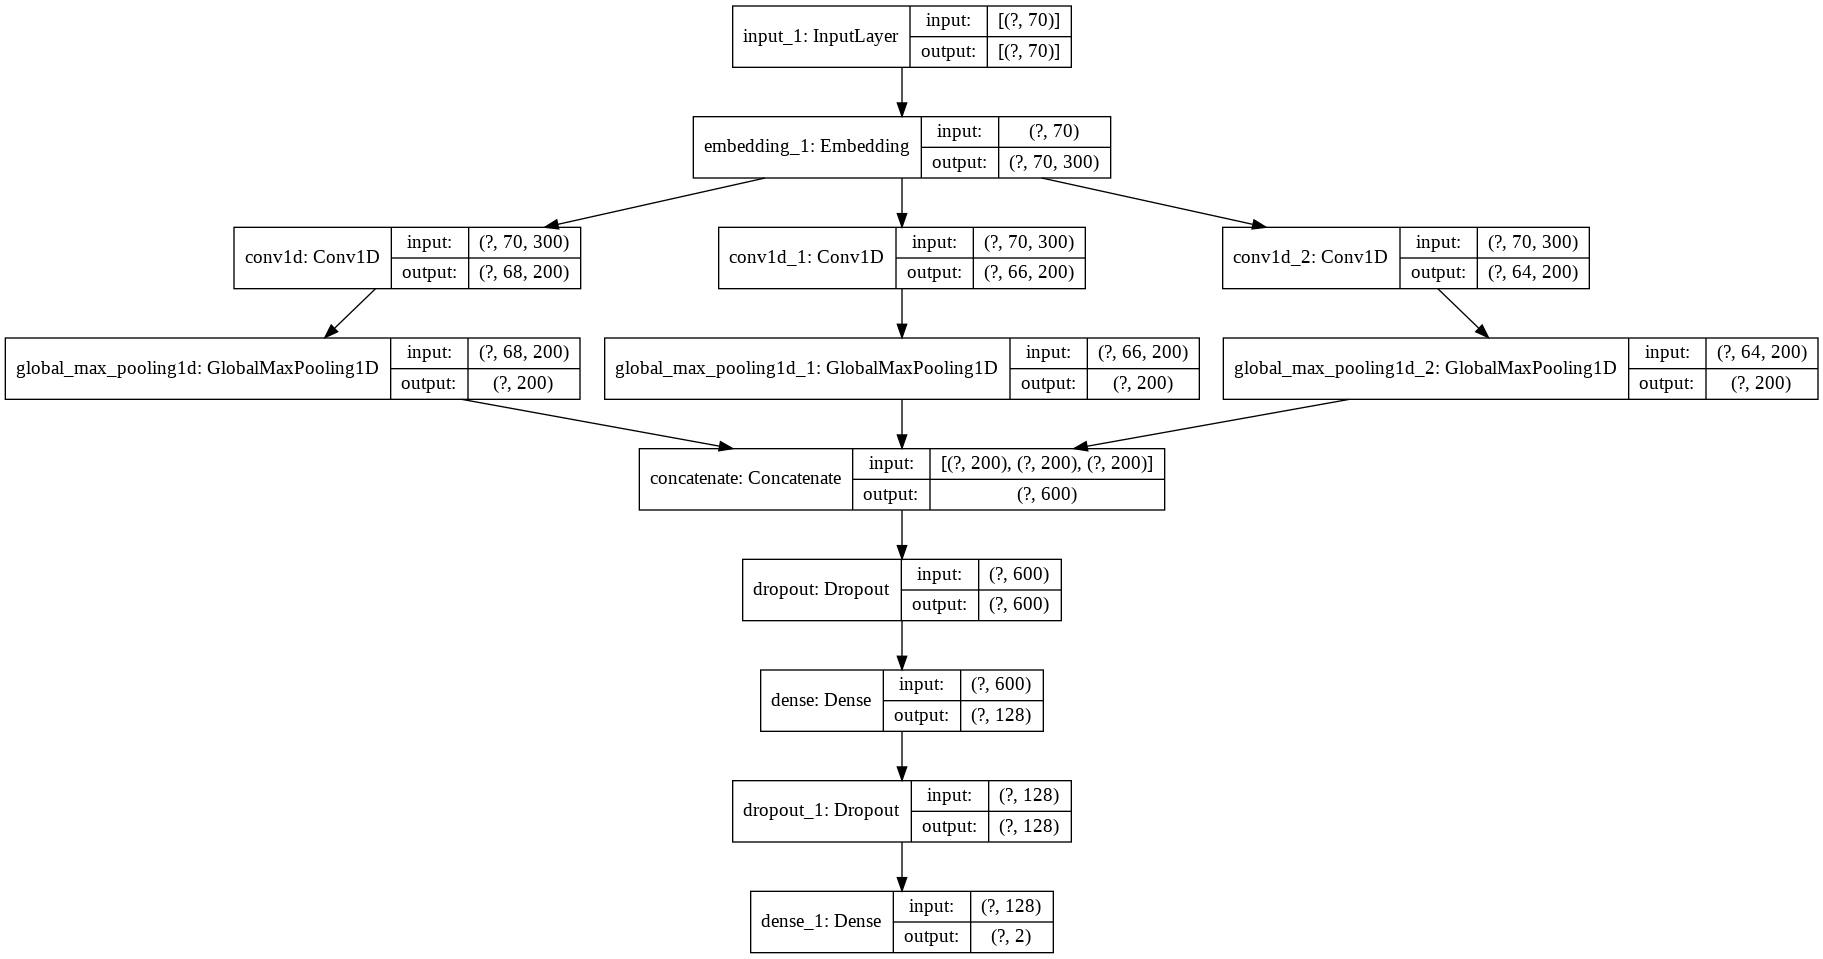 input_1: InputLayer
input: [(?, 70)]
output: [(?, 70)]
embedding_1: Embedding
input: (?, 70)
output: (?, 70, 300)
conv1d: Conv1D
input: (?, 70, 300)
output: (?, 68, 200)
conv1d_1: Conv1D
input: (?, 70, 300)
output: (?, 66, 200)
conv1d_2: Conv1D
input: (?, 70, 300)
output: (?, 64, 200)
global_max_pooling1d: GlobalMaxPooling1D
input: (?, 68, 200)
output: (?, 200)
global_max_pooling1d_1: GlobalMaxPooling1D
input: (?, 66, 200)
output: (?, 200)
global_max_pooling1d_2: GlobalMaxPooling1D
input: (?, 64, 200)
output: (?, 200)
concatenate: Concatenate
input: [(?, 200), (?, 200), (?, 200)]
output: (?, 600)
dropout: Dropout
input: (?, 600)
output: (?, 600)
dense: Dense
input: (?, 600)
output: (?, 128)
dropout_1: Dropout
input: (?, 128)
output: (?, 128)
dense_1: Dense
input: (?, 128)
output: (?, 2)